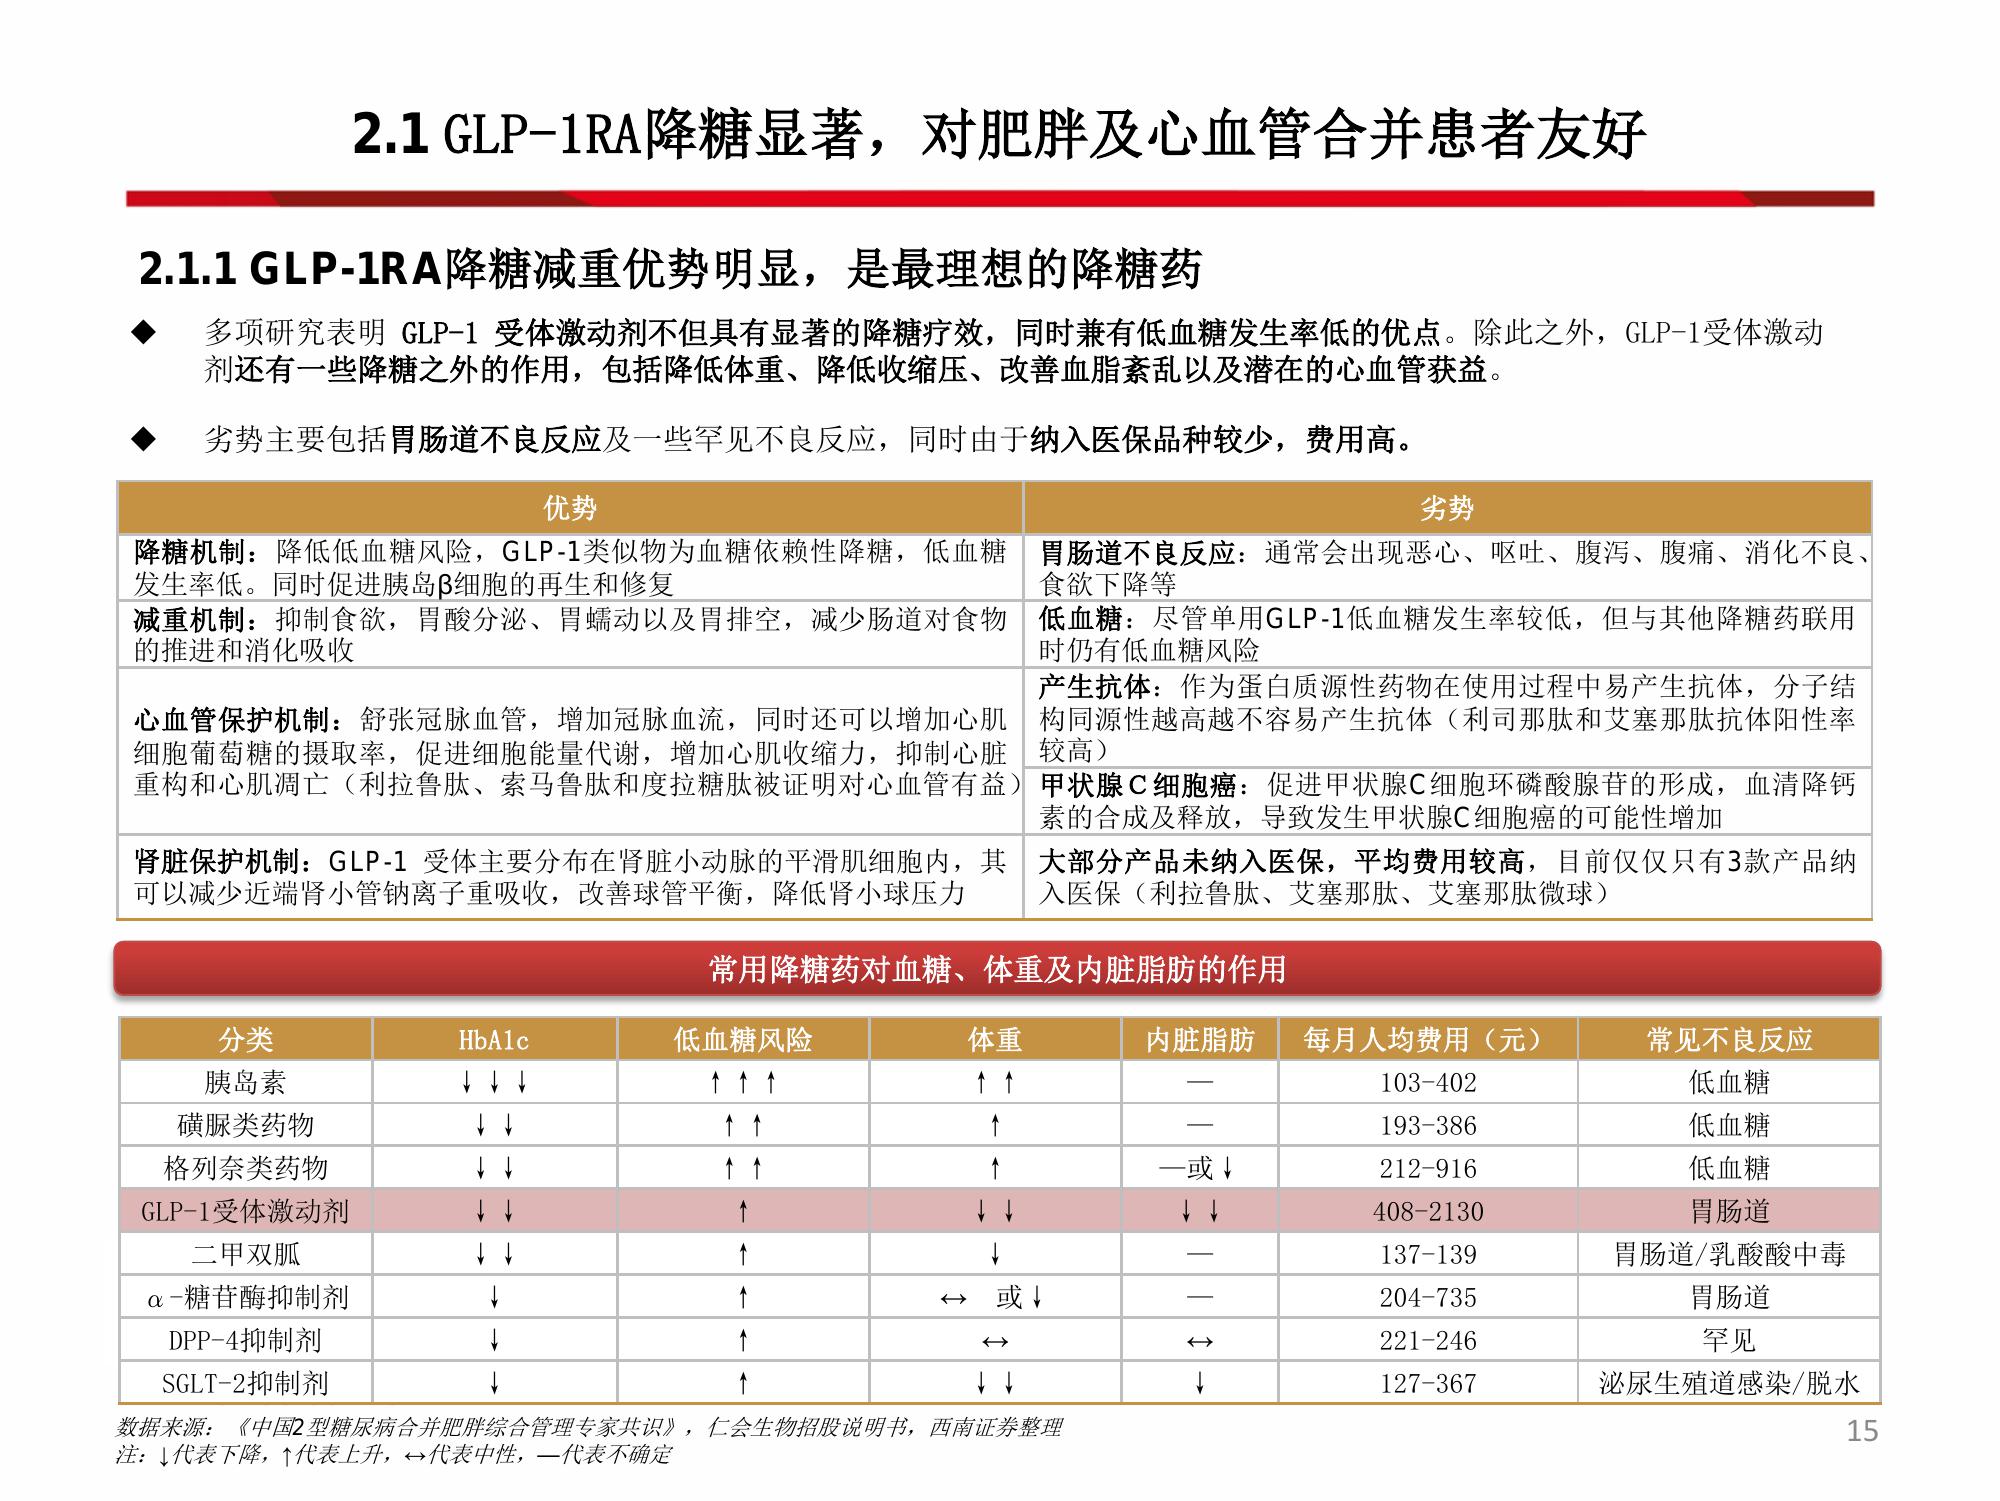 2.1 GLP-1RA降糖显著，对肥胖及心血管合并患者友好
2.1.1 GLP-1RA降糖减重优势明显，是最理想的降糖药
◆ 多项研究表明 GLP-1 受体激动剂不但具有显著的降糖疗效，同时兼有低血糖发生率低的优点。除此之外，GLP-1受体激动
剂还有一些降糖之外的作用，包括降低体重、降低收缩压、改善血脂紊乱以及潜在的心血管获益。
◆ 劣势主要包括胃肠道不良反应及一些罕见不良反应，同时由于纳入医保品种较少，费用高。
优势 劣势
降糖机制：降低低血糖风险，GLP-1类似物为血糖依赖性降糖，低血糖
发生率低。同时促进胰岛β细胞的再生和修复
胃肠道不良反应：通常会出现恶心、呕吐、腹泻、腹痛、消化不良、
食欲下降等
减重机制：抑制食欲，胃酸分泌、胃蠕动以及胃排空，减少肠道对食物
的推进和消化吸收
低血糖：尽管单用GLP-1低血糖发生率较低，但与其他降糖药联用
时仍有低血糖风险
心血管保护机制：舒张冠脉血管，增加冠脉血流，同时还可以增加心肌
细胞葡萄糖的摄取率，促进细胞能量代谢，增加心肌收缩力，抑制心脏
重构和心肌凋亡（利拉鲁肽、索马鲁肽和度拉糖肽被证明对心血管有益）
产生抗体：作为蛋白质源性药物在使用过程中易产生抗体，分子结
构同源性越高越不容易产生抗体（利司那肽和艾塞那肽抗体阳性率
较高）
甲状腺C细胞癌：促进甲状腺C细胞环磷酸腺苷的形成，血清降钙
素的合成及释放，导致发生甲状腺C细胞癌的可能性增加
肾脏保护机制：GLP-1 受体主要分布在肾脏小动脉的平滑肌细胞内，其
可以减少近端肾小管钠离子重吸收，改善球管平衡，降低肾小球压力
大部分产品未纳入医保，平均费用较高，目前仅仅只有3款产品纳
入医保（利拉鲁肽、艾塞那肽、艾塞那肽微球）
常用降糖药对血糖、体重及内脏脂肪的作用
分类 HbA1c 低血糖风险 体重 内脏脂肪 每月人均费用（元） 常见不良反应
胰岛素 ↓↓↓ ↑↑↑ ↑↑ — 103-402 低血糖
磺脲类药物 ↓↓ ↑↑ ↑ — 193-386 低血糖
格列奈类药物 ↓↓ ↑↑ ↑ —或↓ 212-916 低血糖
GLP-1受体激动剂 ↓↓ ↑ ↓↓ ↓↓ 408-2130 胃肠道
二甲双胍 ↓↓ ↑ ↓ — 137-139 胃肠道/乳酸酸中毒
α-糖苷酶抑制剂 ↓ ↑ ↔ 或↓ — 204-735 胃肠道
DPP-4抑制剂 ↓ ↑ ↔ ↔ 221-246 罕见
SGLT-2抑制剂 ↓ ↑ ↓↓ ↓ 127-367 泌尿生殖道感染/脱水
数据来源：《中国2型糖尿病合并肥胖综合管理专家共识》，仁会生物招股说明书，西南证券整理
注：↓代表下降，↑代表上升，↔代表中性，—代表不确定
15